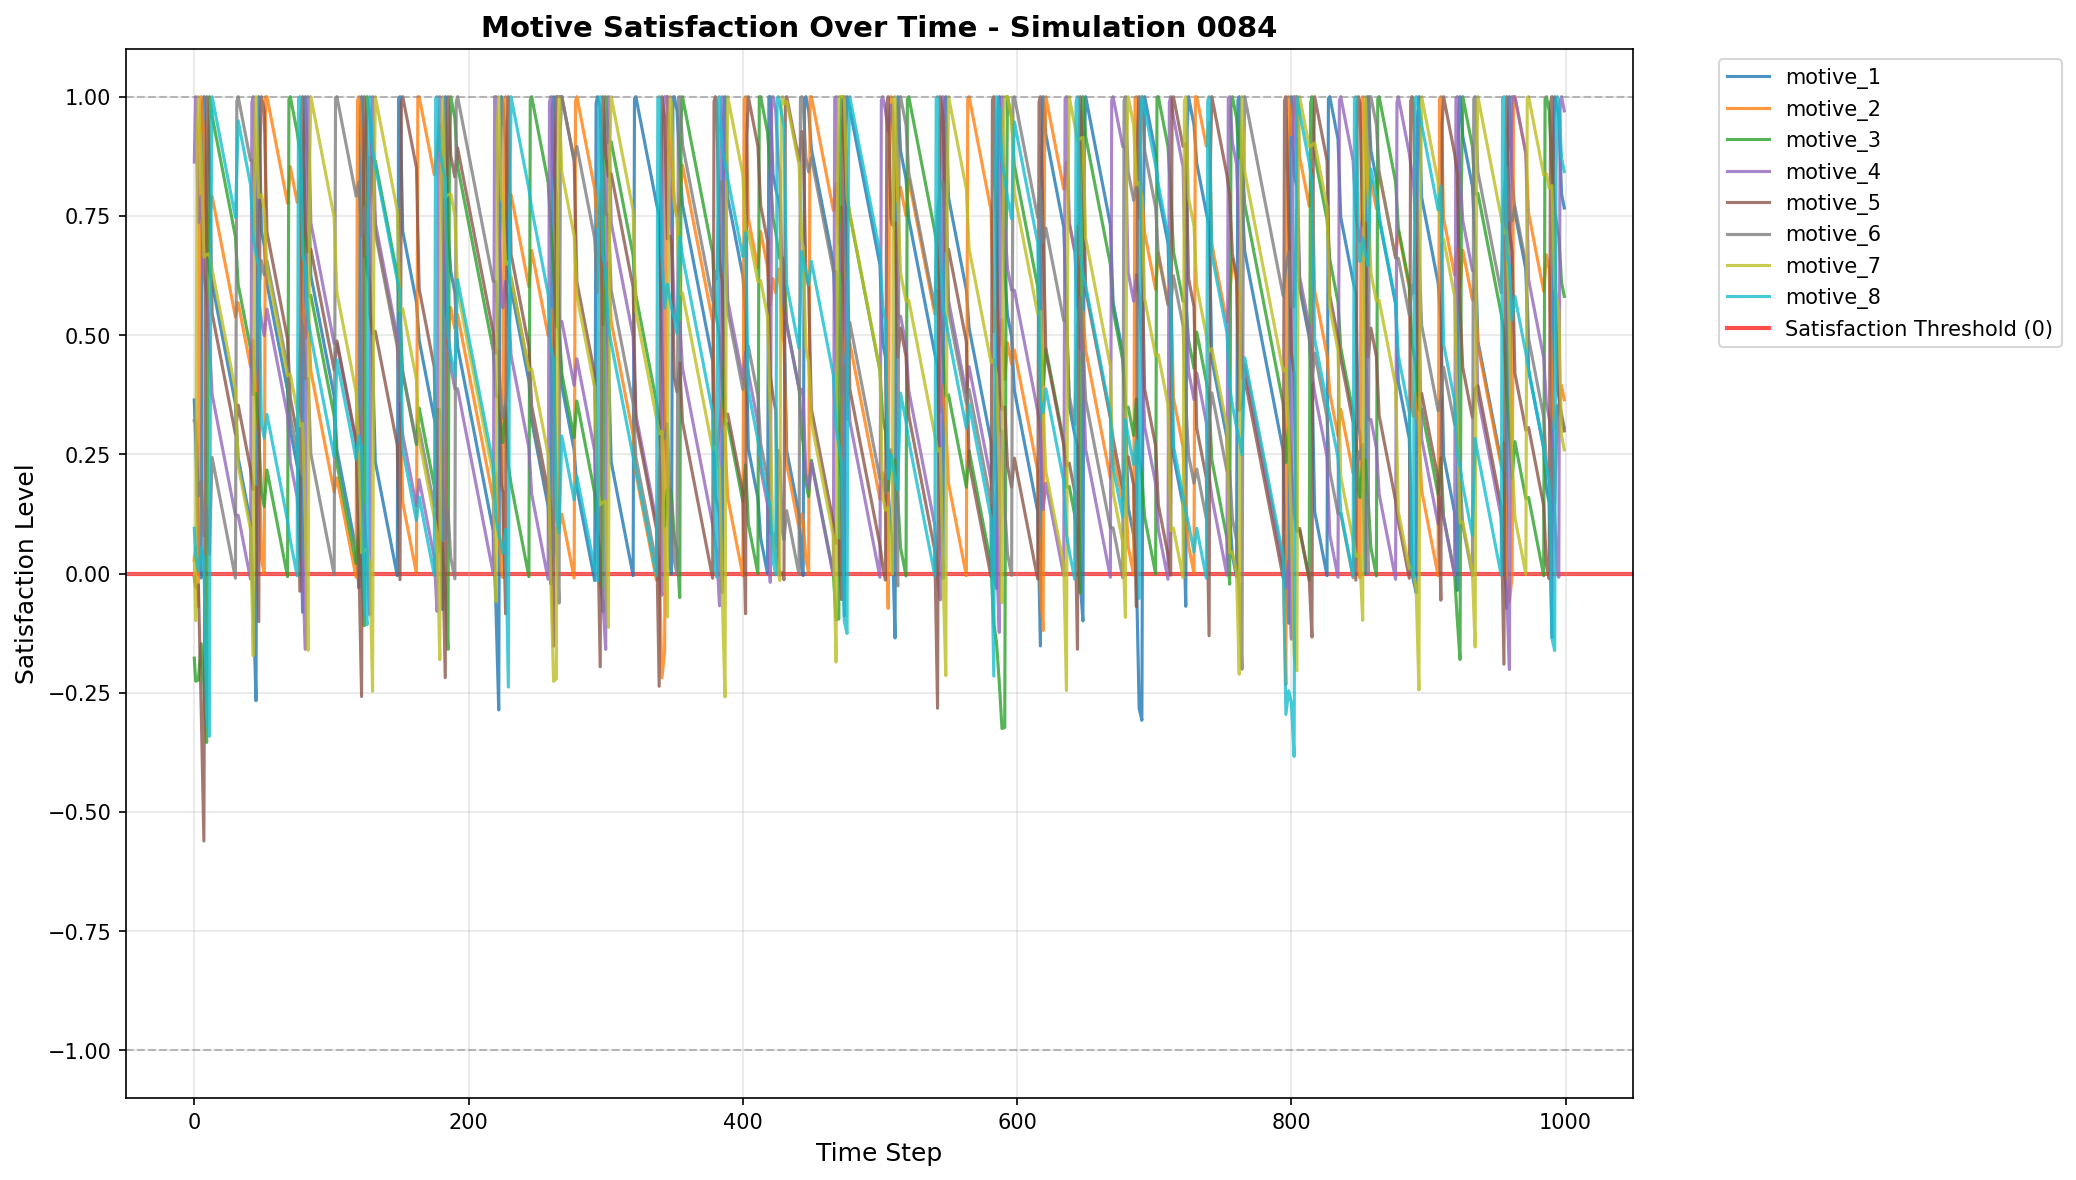 Motive Satisfaction Over Time - Simulation 0084
1.00
0.75
0.50
0.25
0.00
−0.25
−0.50
−0.75
−1.00
Satisfaction Level
0
200
400
600
800
1000
Time Step
motive_1
motive_2
motive_3
motive_4
motive_5
motive_6
motive_7
motive_8
Satisfaction Threshold (0)